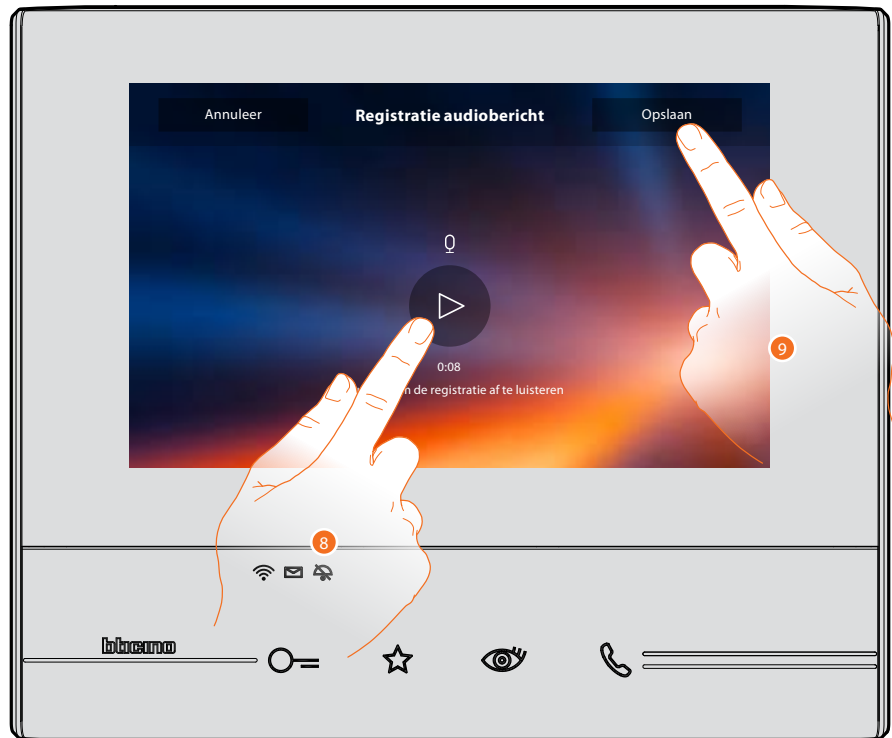 Annuleer
Registratie audiobericht
Opslaan
0:08
de registratie af te luisteren
9
8
bticino